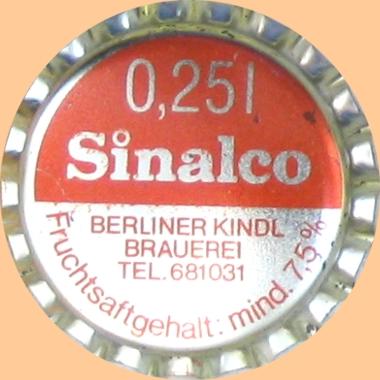 0,25l
Sinalco
BERLINER KINDL
BRAUEREI
TEL. 681031
Fruchtsaftgehalt: mind. 7,5%